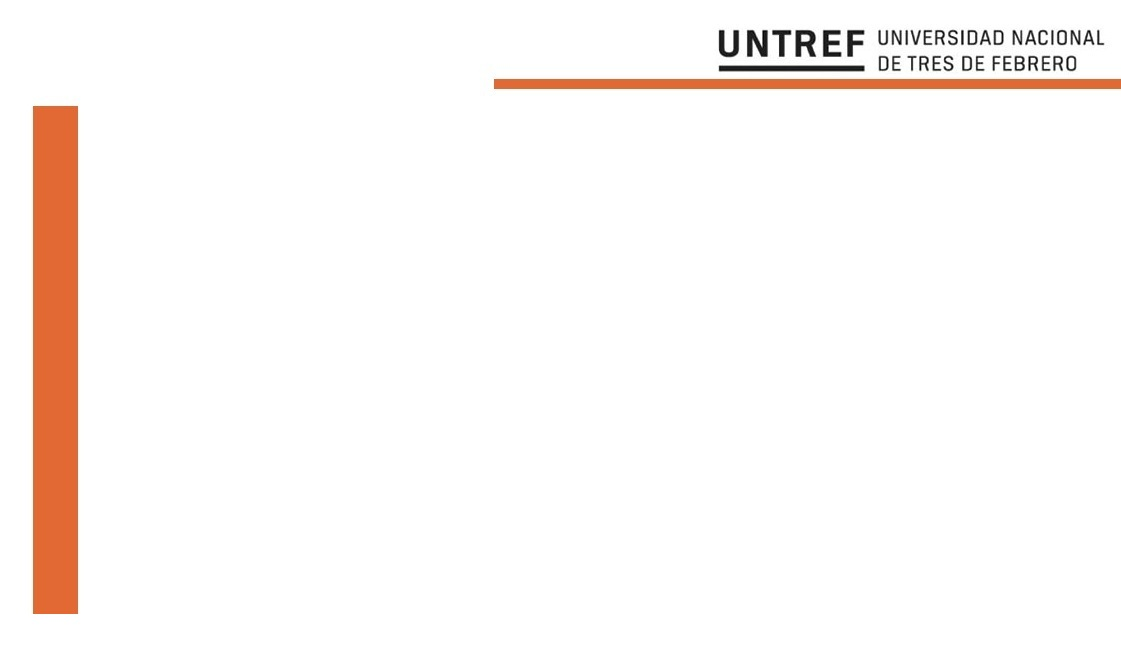 UNTREF
UNIVERSIDAD NACIONAL
DE TRES DE FEBRERO